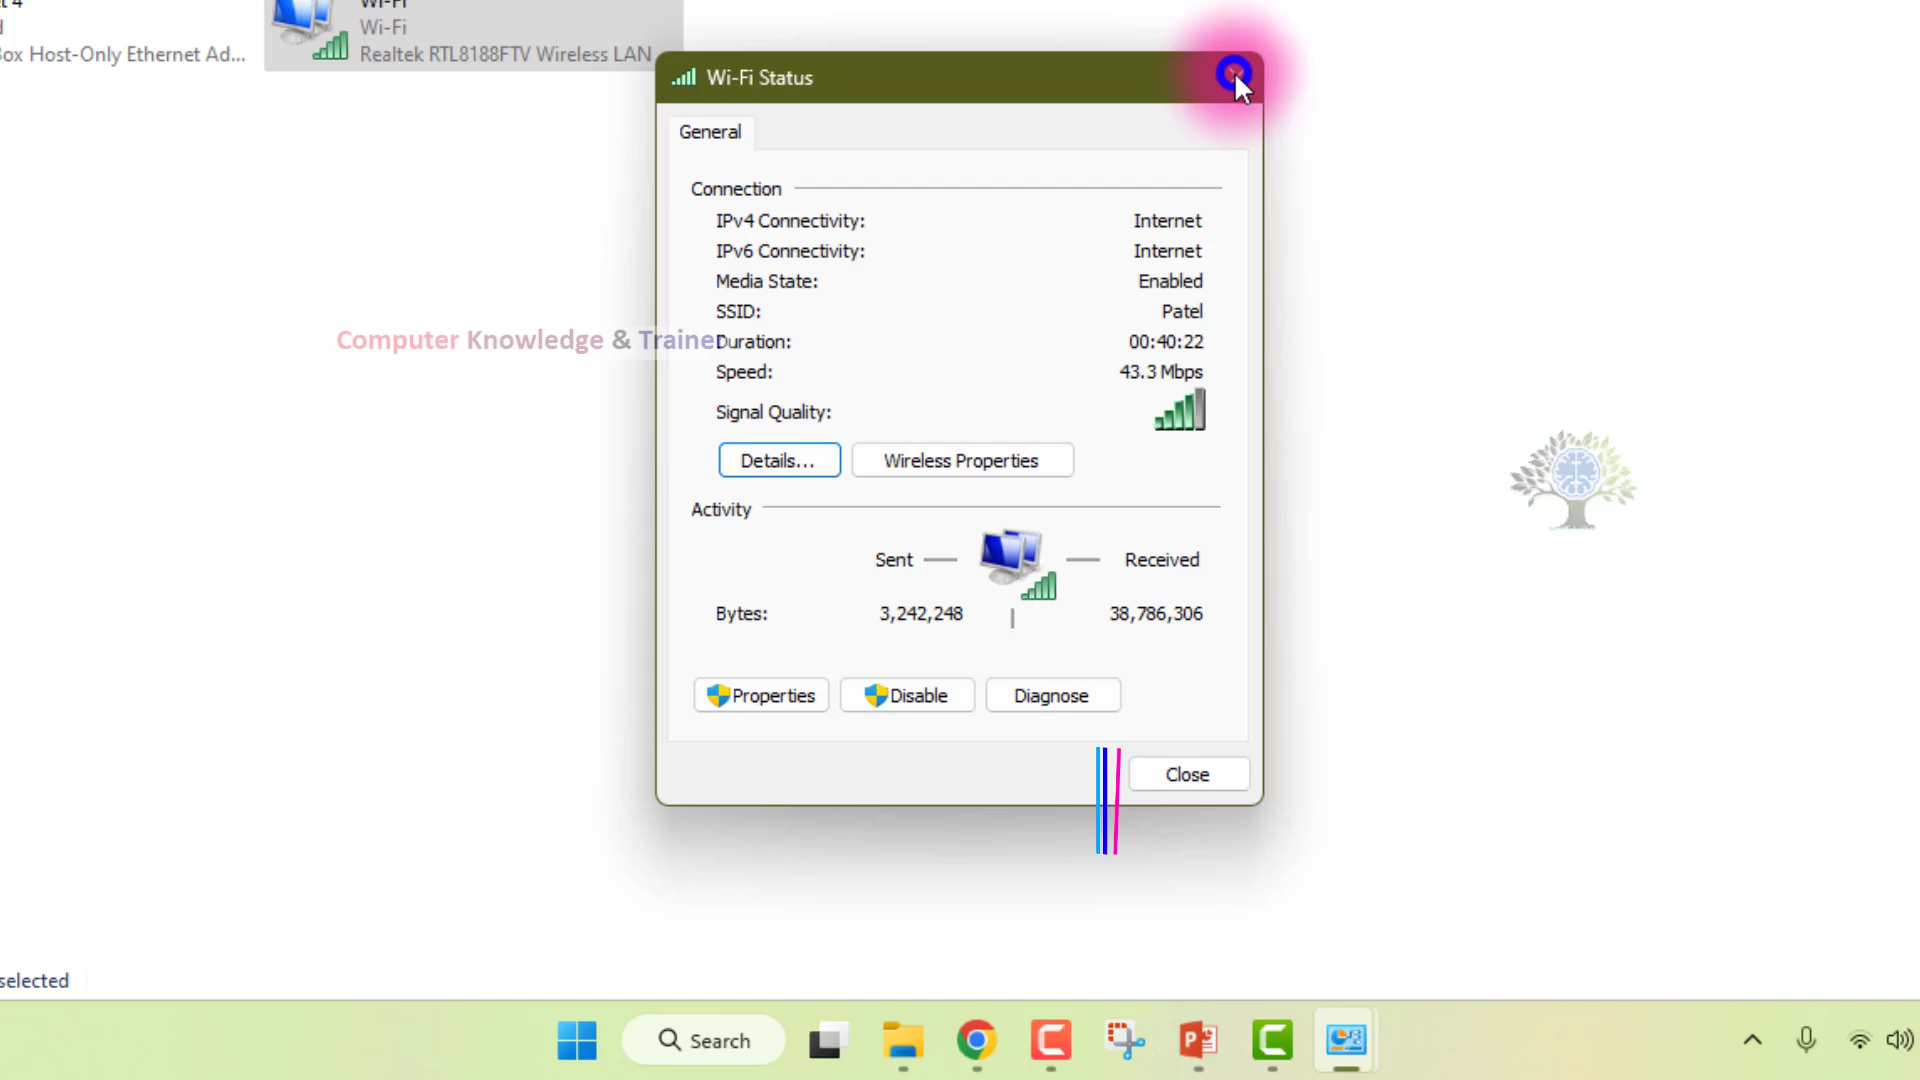 Wi-Fi
Wi-Fi
Box Host-Only Ethernet Ad...
Realtek RTL8188FTV Wireless LAN
Wi-Fi Status
General
Connection
IPv4 Connectivity: Internet
IPv6 Connectivity: Internet
Media State: Enabled
SSID: Patel
Computer Knowledge & Trainer
Duration: 00:40:22
Speed: 43.3 Mbps
Signal Quality:
Details... Wireless Properties
Activity
Sent Received
Bytes: 3,242,248 38,786,306
Properties Disable Diagnose
Close
selected
Search